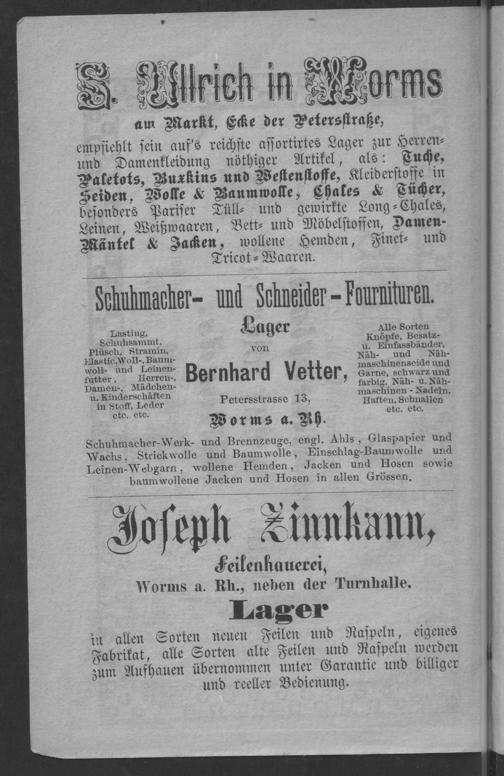 S. Ullrich in Worms
am Markt, Ecke der Petersstraße,
empfiehlt sein auf's reichste assortirtes Lager zur Herren-
und Damenkleidung nöthiger Artikel, als: Tuche,
Paletots, Buxkins und Westenstoffe, Kleiderstoffe in
Seiden, Wolle & Baumwolle, Chales & Tücher,
besonders Pariser Tüll- und gewirkte Long-Chales,
Leinen, Weißwaaren, Bett- und Möbelstoffen, Damen-
Mäntel & Jacken, wollene Hemden, Finet- und
Tricot-Waaren.
Schuhmacher- und Schneider-Fournituren.
Lasting,
Schuhsammt,
Plüsch, Stramin,
Elastic, Woll-, Baum-
woll- und Leinen-
futter, Herren-,
Damen-, Mädchen-
u. Kinderschäften
in Stoff, Leder
etc. etc.
Lager
von
Bernhard Vetter,
Petersstrasse 13,
Worms a. Rh.
Alle Sorten
Knöpfe, Besatz-
u. Einfassbänder,
Näh- und Näh-
maschinenseide und
Garne, schwarz und
farbig. Näh- u. Näh-
maschinen-Nadeln,
Haften, Schnallen
etc. etc.
Schuhmacher-Werk- und Brennzeuge, engl. Ahls, Glaspapier und
Wachs, Strickwolle und Baumwolle, Einschlag-Baumwolle und
Leinen-Webgarn, wollene Hemden, Jacken und Hosen sowie
baumwollene Jacken und Hosen in allen Grössen.
Joseph Zinnkann,
Feilenhauerei,
Worms a. Rh., neben der Turnhalle.
Lager
in allen Sorten neuen Feilen und Raspeln, eigenes
Fabrikat, alle Sorten alte Feilen und Raspeln werden
zum Aufhauen übernommen unter Garantie und billiger
und reeller Bedienung.